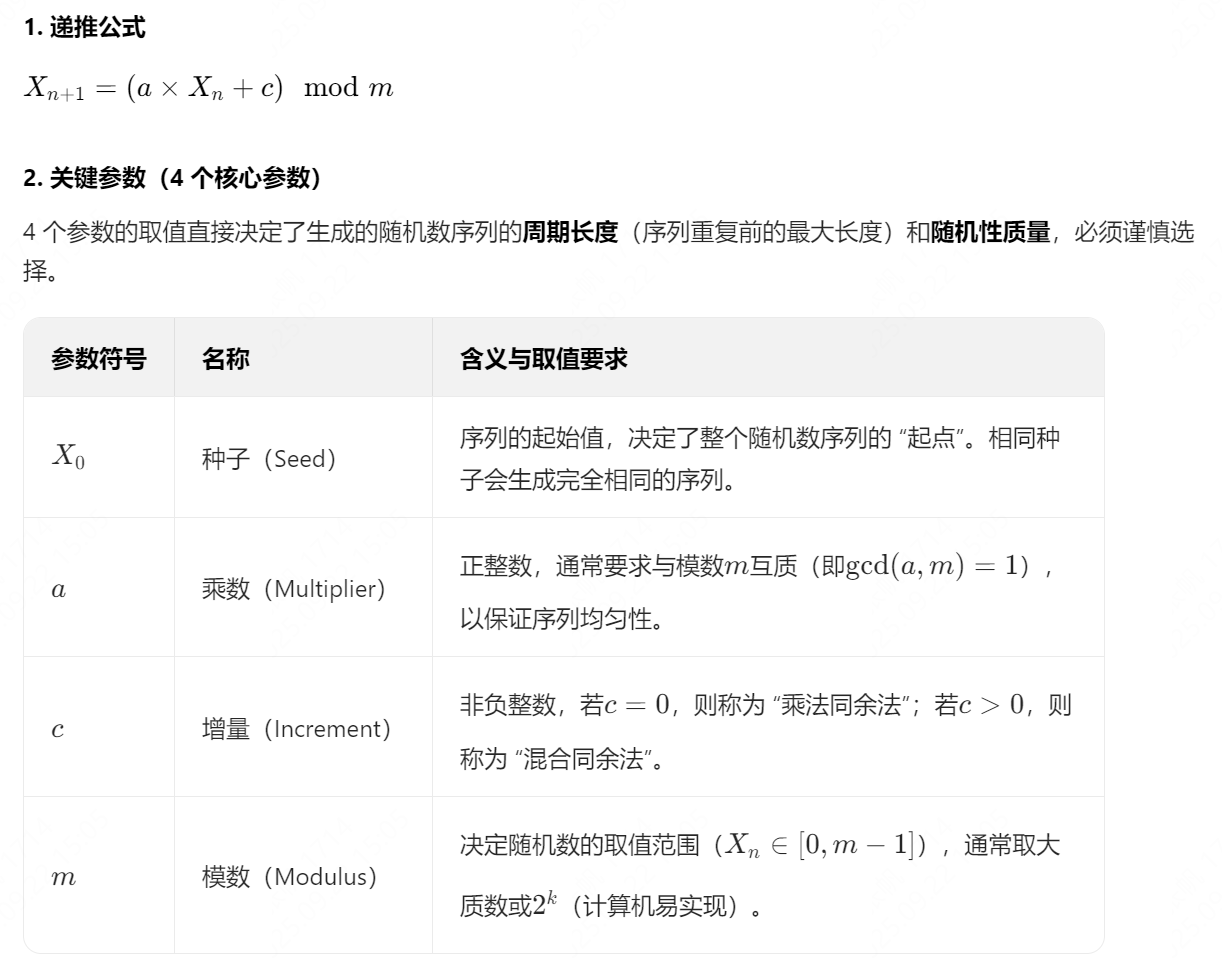 1. 递推公式
X_{n+1} = (a × X_n + c) mod m
2. 关键参数（4 个核心参数）
4 个参数的取值直接决定了生成的随机数序列的周期长度（序列重复前的最大长度）和随机性质量，必须谨慎选
择。
参数符号 名称 含义与取值要求
X_0 种子（Seed） 序列的起始值，决定了整个随机数序列的 “起点”。相同种
子会生成完全相同的序列。
a 乘数（Multiplier） 正整数，通常要求与模数m互质（即gcd(a, m) = 1），
以保证序列均匀性。
c 增量（Increment） 非负整数，若c = 0，则称为 “乘法同余法”；若c > 0，则
称为 “混合同余法”。
m 模数（Modulus） 决定随机数的取值范围（X_n ∈ [0, m − 1]），通常取大
质数或2^k（计算机易实现）。